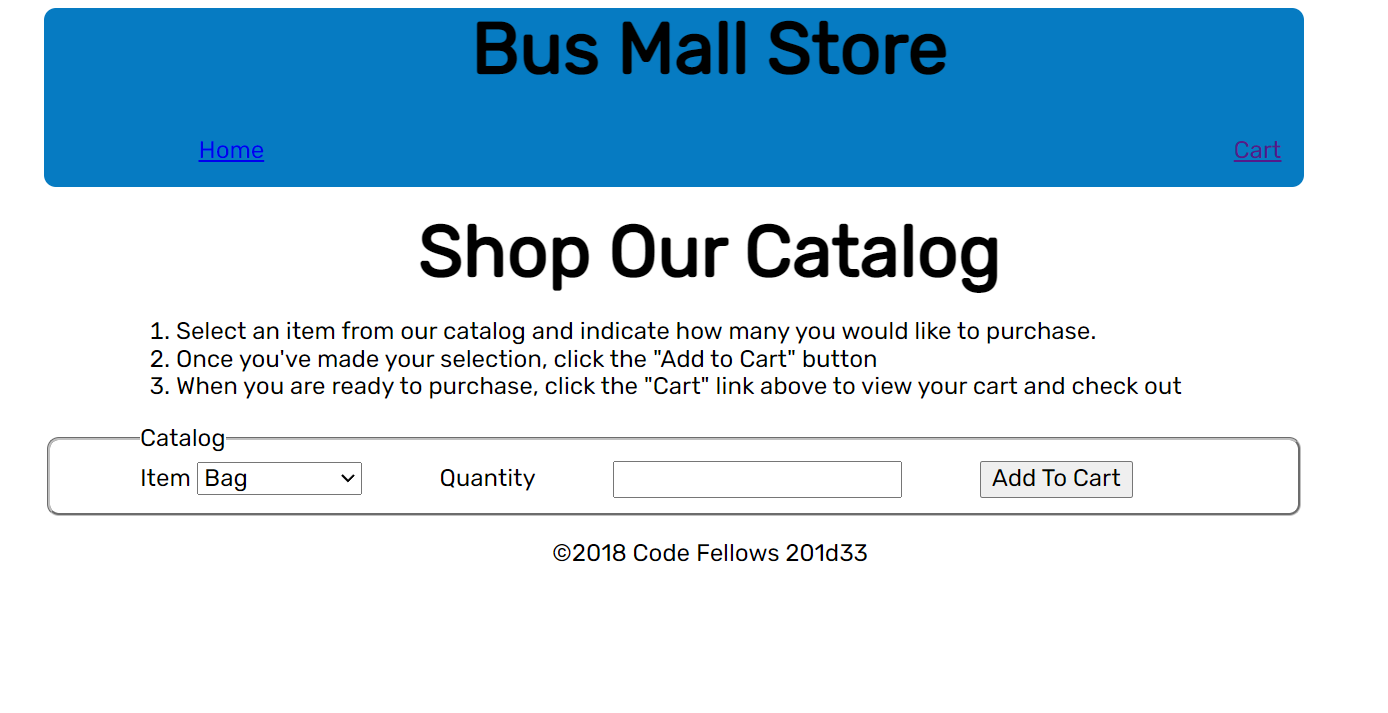 Bus Mall Store
Home Cart
Shop Our Catalog
1. Select an item from our catalog and indicate how many you would like to purchase.
2. Once you've made your selection, click the "Add to Cart" button
3. When you are ready to purchase, click the "Cart" link above to view your cart and check out
Catalog
Item Bag Quantity Add To Cart
©2018 Code Fellows 201d33